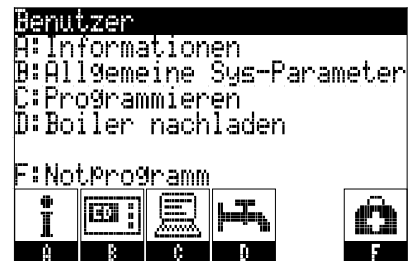 Benutzer
A:Informationen
B:Allgemeine Sys-Parameter
C:Programmieren
D:Boiler nachladen
F:Notprogramm
A B C D F